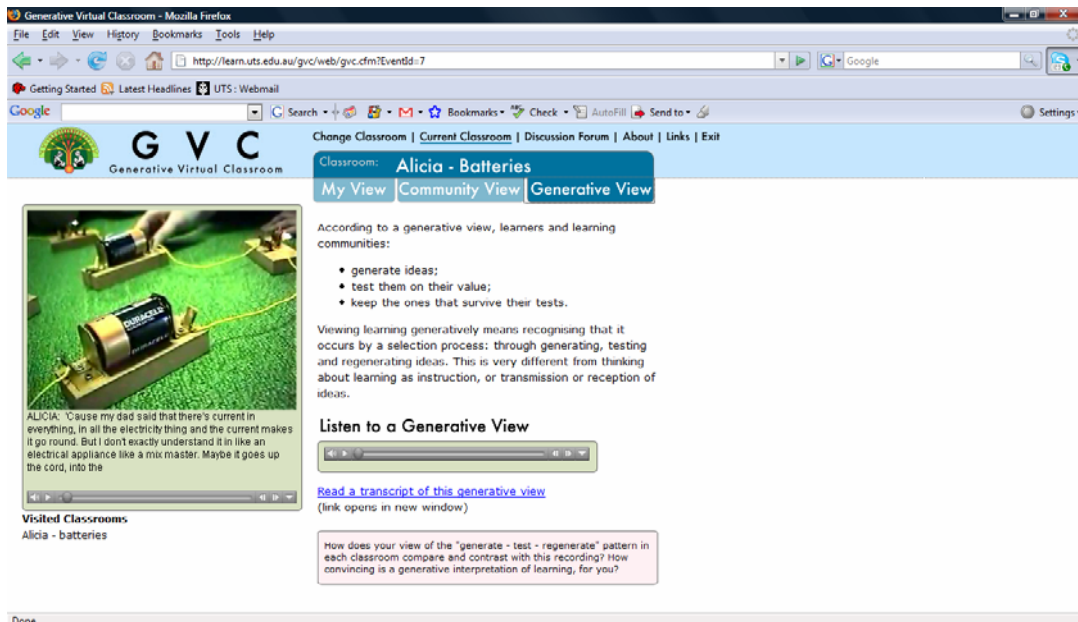 Generative Virtual Classroom - Mozilla Firefox
File Edit View History Bookmarks Tools Help
http://learn.uts.edu.au/gvc/web/gvc.cfm?EventId=7
Google
Getting Started Latest Headlines UTS : Webmail
Google Search Bookmarks Check AutoFill Send to Settings
Change Classroom | Current Classroom | Discussion Forum | About | Links | Exit
G V C
Generative Virtual Classroom
Classroom: Alicia - Batteries
My View Community View Generative View
DURACELL
DURACELL
ALICIA: 'Cause my dad said that there's current in
everything, in all the electricity thing and the current makes
it go round. But I don't exactly understand it in like an
electrical appliance like a mix master. Maybe it goes up
the cord, into the
Visited Classrooms
Alicia - batteries
According to a generative view, learners and learning
communities:
• generate ideas;
• test them on their value;
• keep the ones that survive their tests.
Viewing learning generatively means recognising that it
occurs by a selection process: through generating, testing
and regenerating ideas. This is very different from thinking
about learning as instruction, or transmission or reception of
ideas.
Listen to a Generative View
Read a transcript of this generative view
(link opens in new window)
How does your view of the "generate - test - regenerate" pattern in
each classroom compare and contrast with this recording? How
convincing is a generative interpretation of learning, for you?
Done